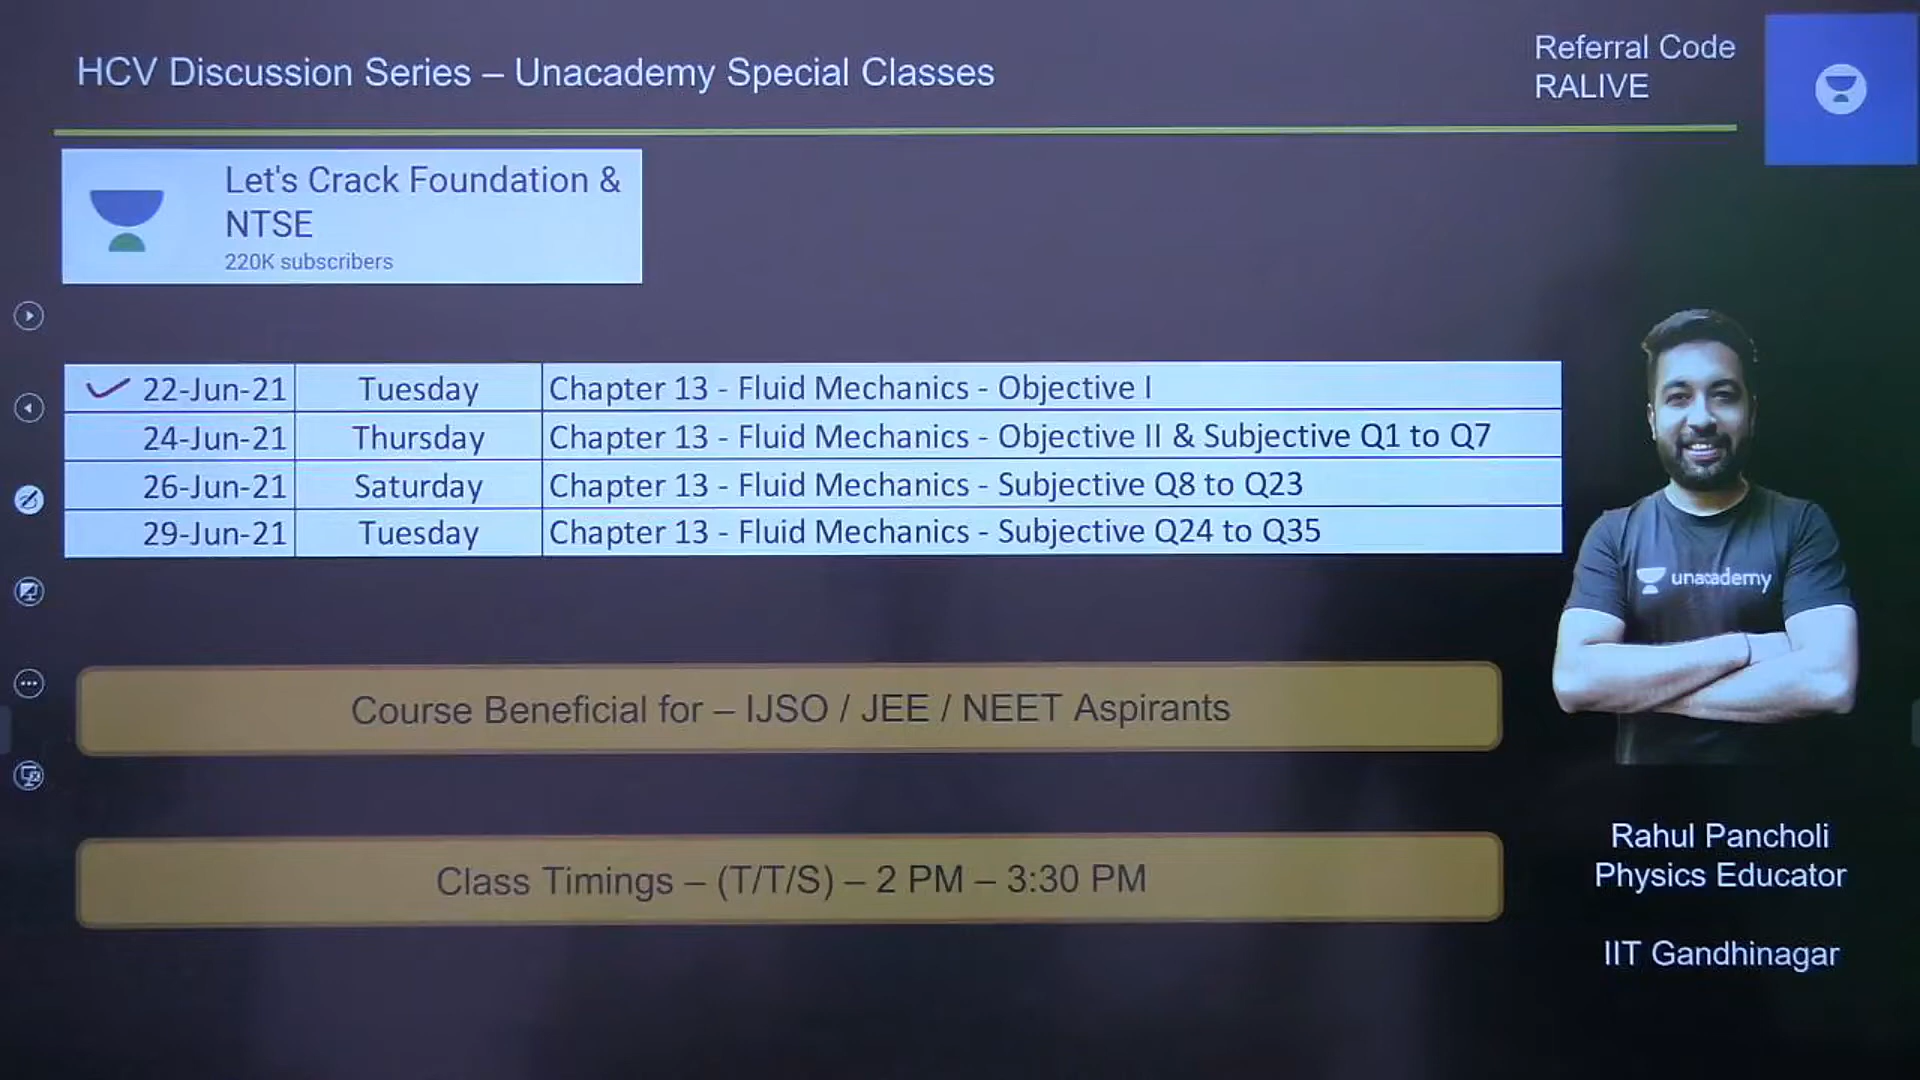 HCV Discussion Series – Unacademy Special Classes
Referral Code
RALIVE
Let's Crack Foundation &
NTSE
220K subscribers
22-Jun-21 Tuesday Chapter 13 - Fluid Mechanics - Objective I
24-Jun-21 Thursday Chapter 13 - Fluid Mechanics - Objective II & Subjective Q1 to Q7
26-Jun-21 Saturday Chapter 13 - Fluid Mechanics - Subjective Q8 to Q23
29-Jun-21 Tuesday Chapter 13 - Fluid Mechanics - Subjective Q24 to Q35
unacademy
Course Beneficial for – IJSO / JEE / NEET Aspirants
Class Timings – (T/T/S) – 2 PM – 3:30 PM
Rahul Pancholi
Physics Educator
IIT Gandhinagar